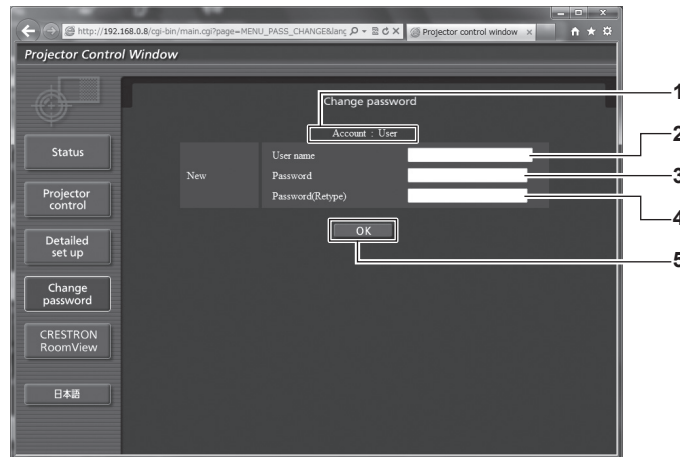 http://192.168.0.8/cgi-bin/main.cgi?page=MENU_PASS_CHANGE&lang
Projector control window
Projector Control Window
Change password
1
Account : User
2
Status
User name
New
Password
3
Password(Retype)
4
Projector
control
OK
5
Detailed
set up
Change
password
CRESTRON
RoomView
日本語